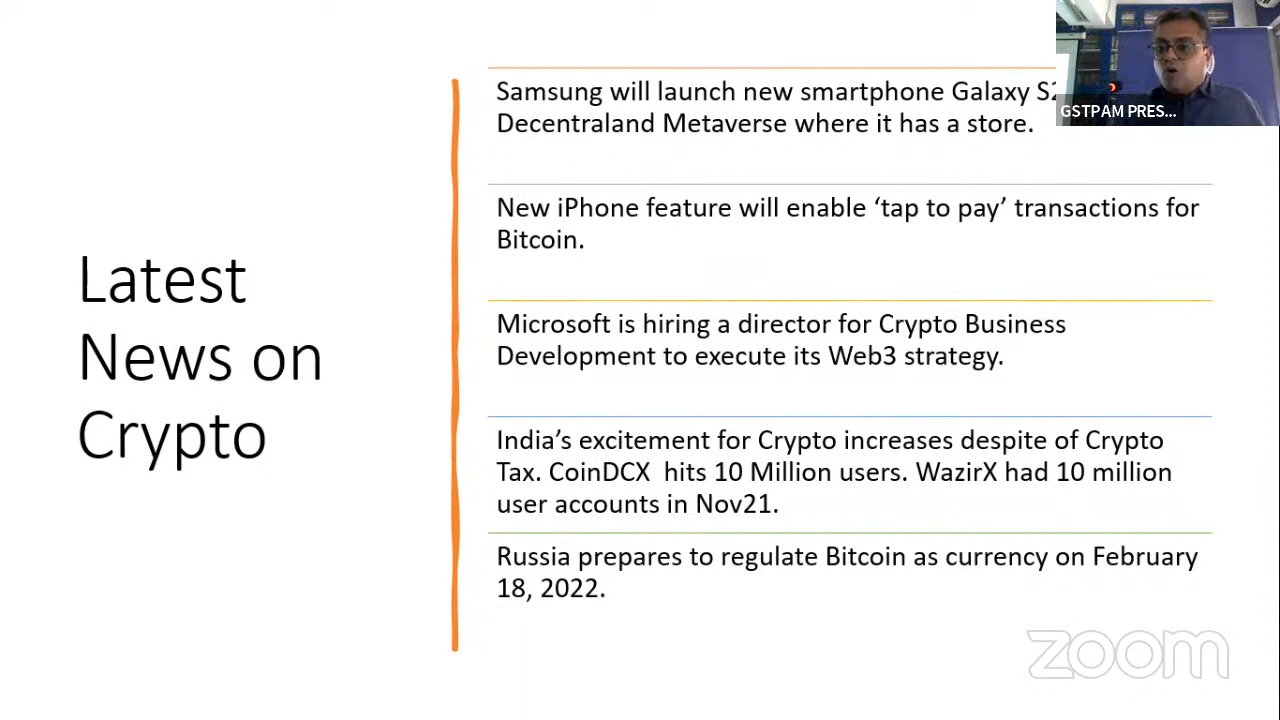 Latest
News on
Crypto
Samsung will launch new smartphone Galaxy
Decentraland Metaverse where it has a store.
New iPhone feature will enable ‘tap to pay’ transactions for
Bitcoin.
Microsoft is hiring a director for Crypto Business
Development to execute its Web3 strategy.
India’s excitement for Crypto increases despite of Crypto
Tax. CoinDCX  hits 10 Million users. WazirX had 10 million
user accounts in Nov21.
Russia prepares to regulate Bitcoin as currency on February
18, 2022.
GSTPAM PRES...
zoom